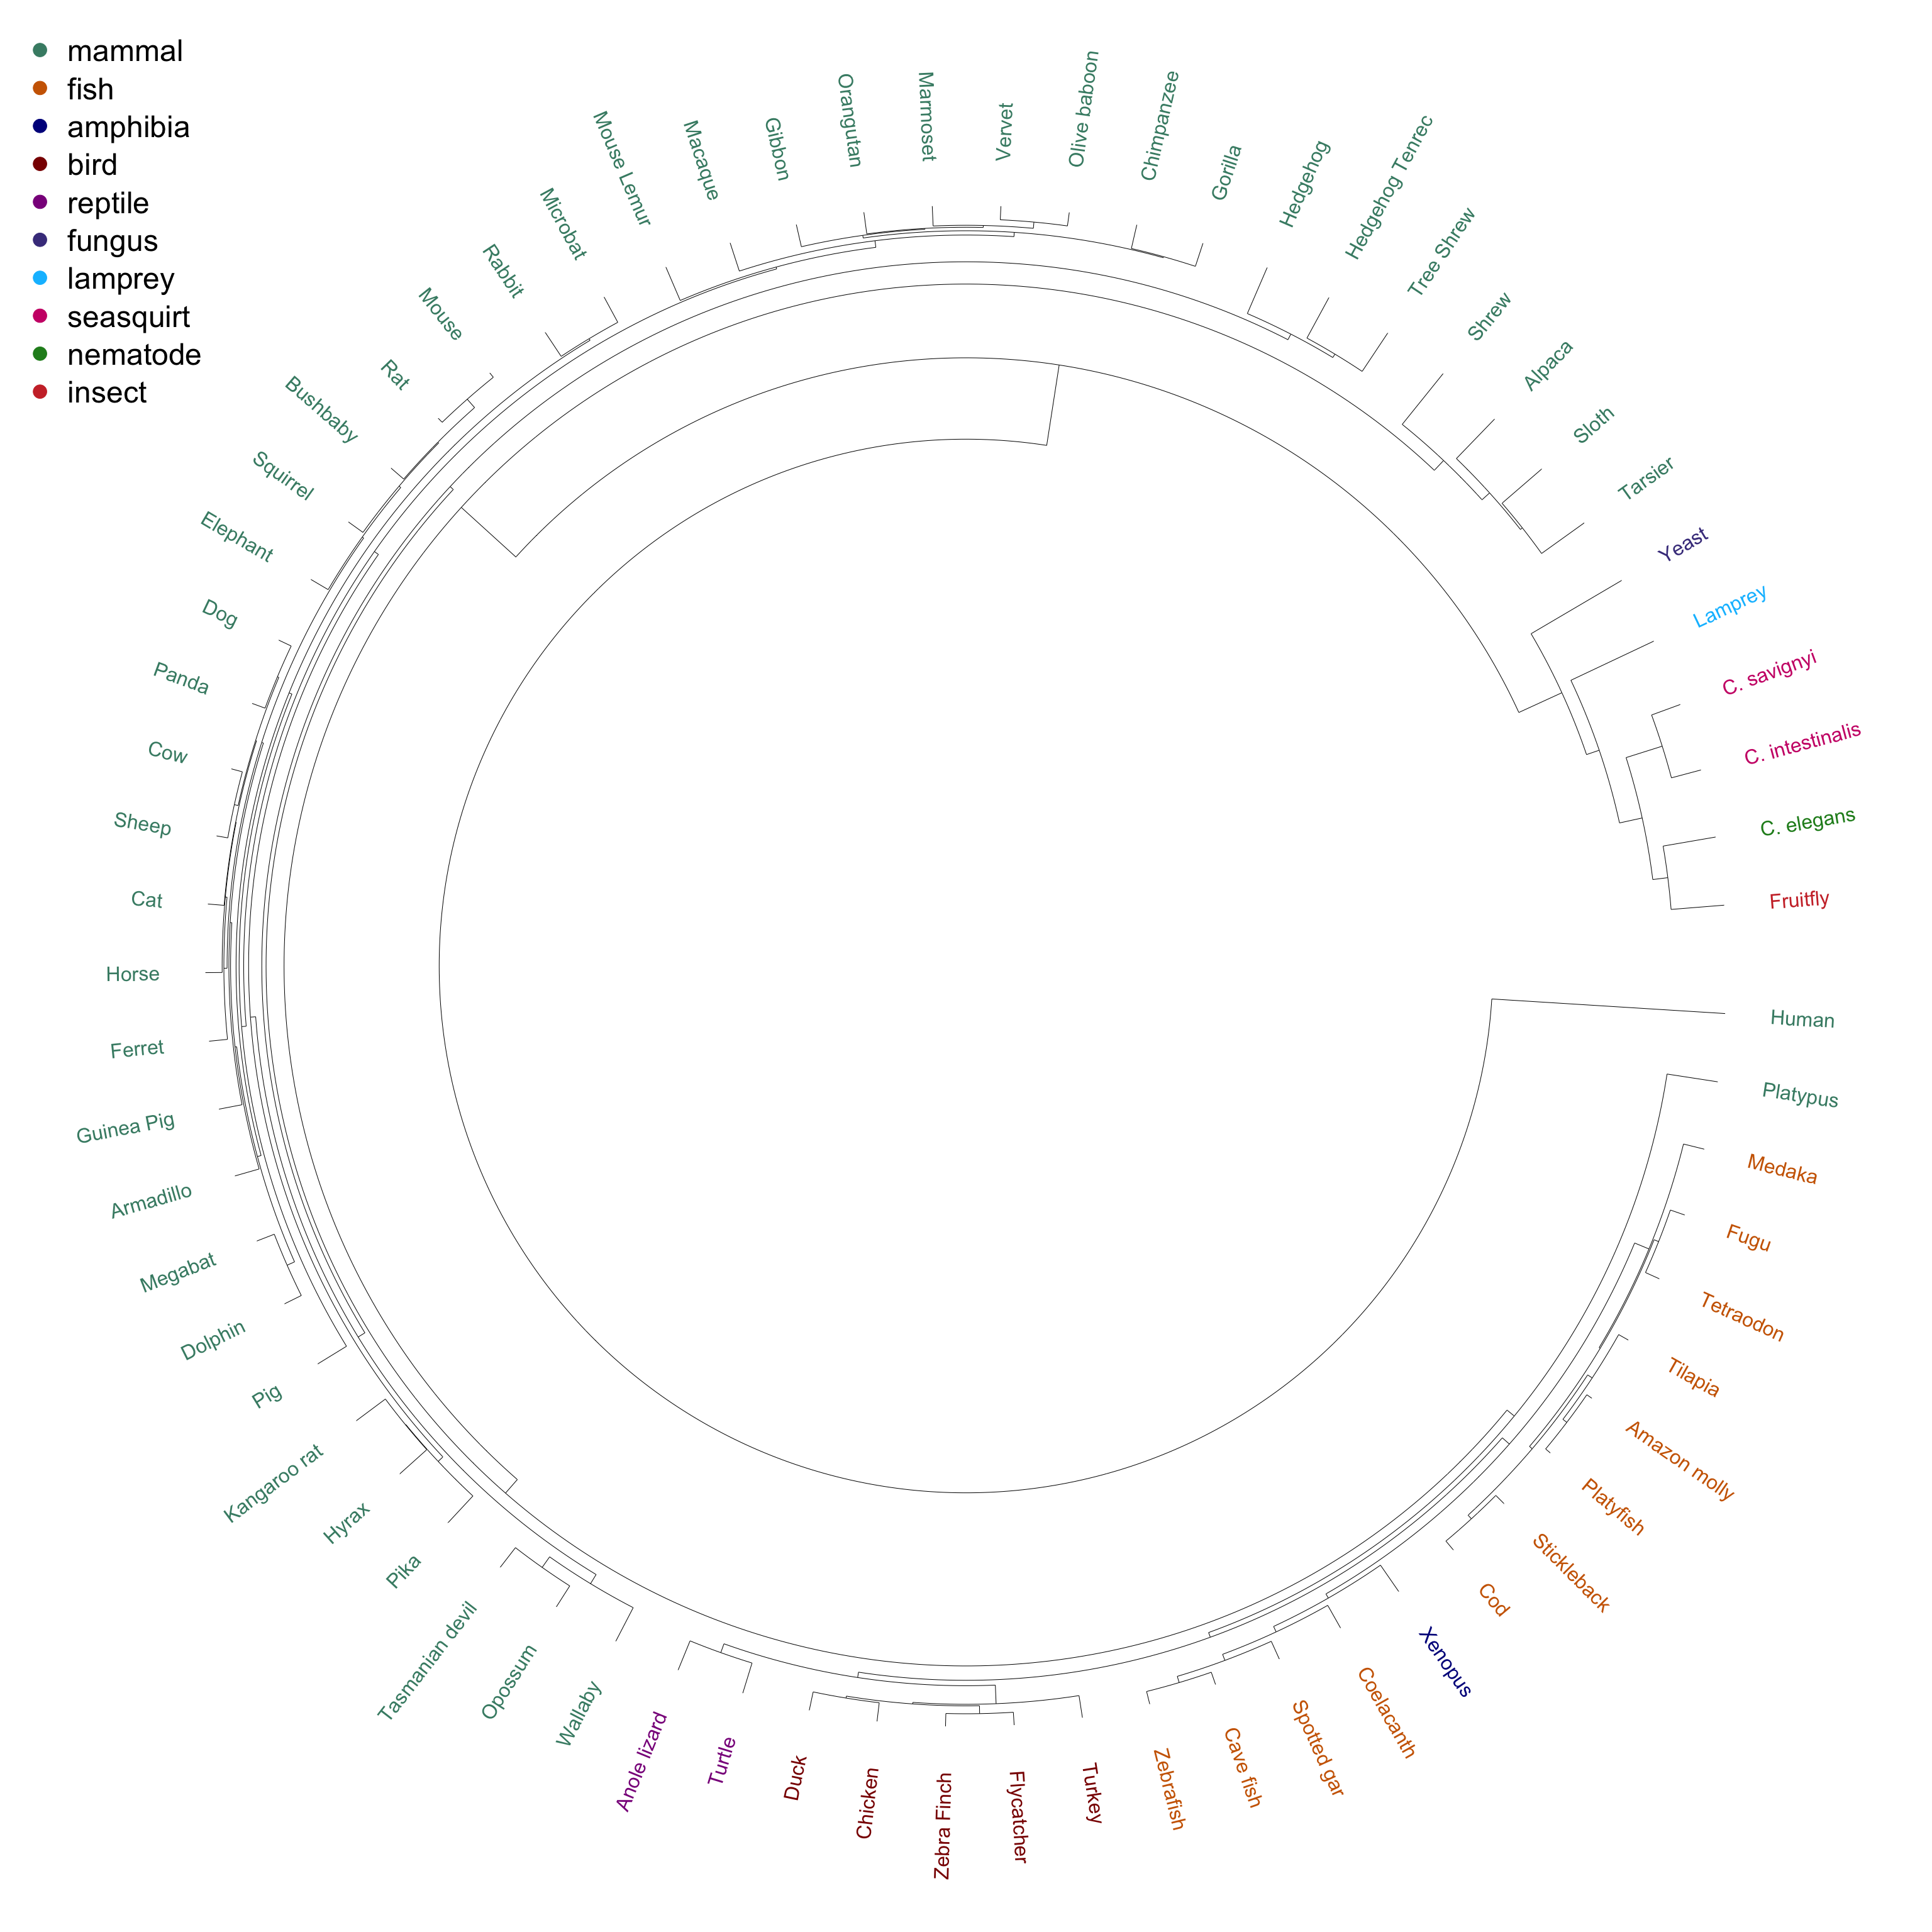 mammal
fish
amphibia
bird
reptile
fungus
lamprey
seasquirt
nematode
insect
Human
Platypus
Medaka
Fugu
Tetraodon
Tilapia
Amazon molly
Platyfish
Stickleback
Cod
Xenopus
Coelacanth
Spotted gar
Cave fish
Zebrafish
Turkey
Flycatcher
Zebra Finch
Chicken
Duck
Turtle
Anole lizard
Wallaby
Opossum
Tasmanian devil
Pika
Hyrax
Kangaroo rat
Pig
Dolphin
Megabat
Armadillo
Guinea Pig
Ferret
Horse
Cat
Sheep
Cow
Panda
Dog
Elephant
Squirrel
Bushbaby
Rat
Mouse
Rabbit
Microbat
Mouse Lemur
Macaque
Gibbon
Orangutan
Marmoset
Vervet
Olive baboon
Chimpanzee
Gorilla
Hedgehog
Hedgehog Tenrec
Tree Shrew
Shrew
Alpaca
Sloth
Tarsier
Yeast
Lamprey
C. savignyi
C. intestinalis
C. elegans
Fruitfly